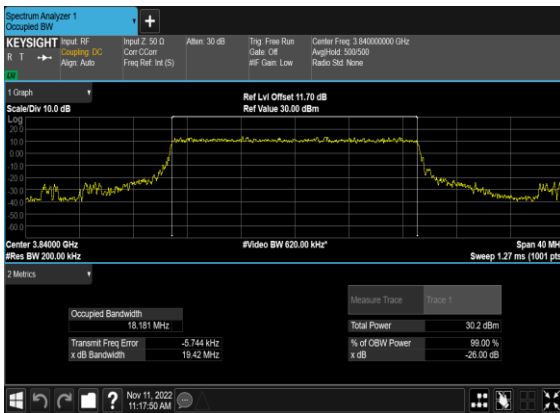 Spectrum Analyzer 1
Occupied BW
+
KEYSIGHT Input: RF Input Z: 50 Ω Atten: 30 dB Trig: Free Run Center Freq: 3.840000000 GHz
R T Coupling: DC Corr CCorr Gate: Off Avg|Hold: 500/500
Align: Auto Freq Ref: Int (S) #IF Gain: Low Radio Std: None
LV
1 Graph
Ref Lvl Offset 11.70 dB
Scale/Div 10.0 dB Ref Value 30.00 dBm
Log
20.0
10.0
0.00
-10.0
-20.0
-30.0
-40.0
-50.0
-60.0
Center 3.84000 GHz #Video BW 620.00 kHz* Span 40 MH
#Res BW 200.00 kHz Sweep 1.27 ms (1001 pts
2 Metrics
Measure Trace Trace 1
Occupied Bandwidth
18.181 MHz Total Power 30.2 dBm
Transmit Freq Error -5.744 kHz % of OBW Power 99.00 %
x dB Bandwidth 19.42 MHz x dB -26.00 dB
? Nov 11, 2022
11:17:50 AM